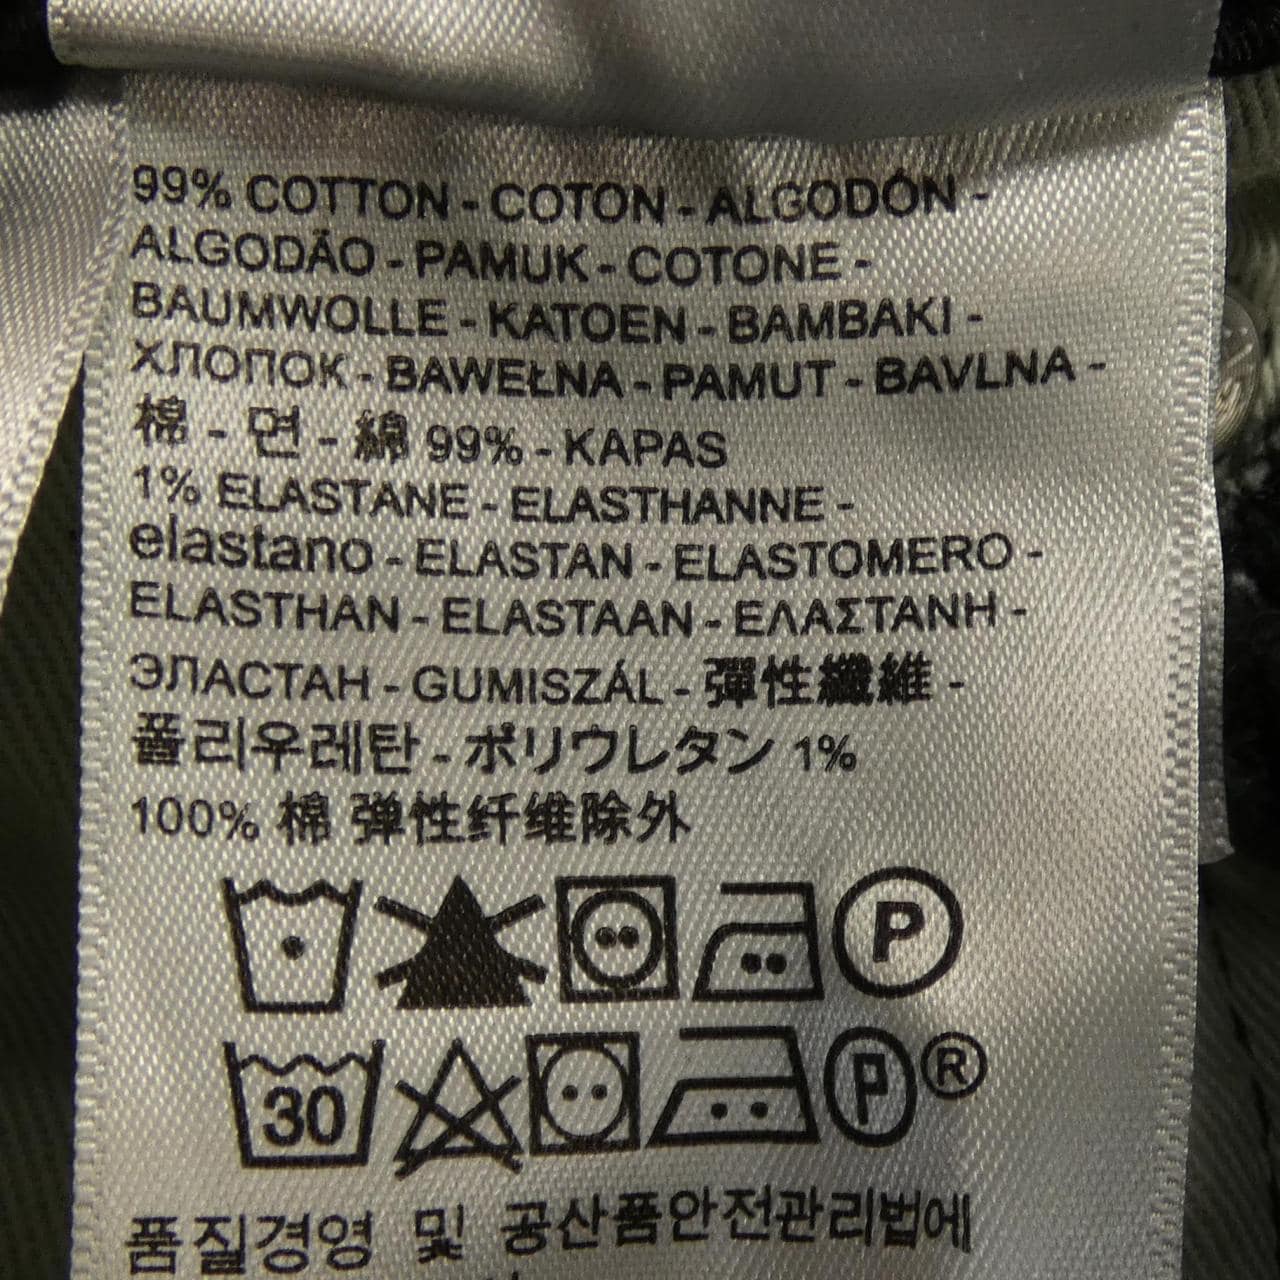 99% COTTON - COTON - ALGODÓN -
ALGODÃO - PAMUK - COTONE -
BAUMWOLLE - KATOEN - BAMBAKI -
ХЛОПОК - BAWEŁNA - PAMUT - BAVLNA -
棉 - 면 - 綿 99% - KAPAS
1% ELASTANE - ELASTHANNE -
elastano - ELASTAN - ELASTOMERO -
ELASTHAN - ELASTAAN - ΕΛΑΣΤΑΝΗ -
ЭЛАСТАН - GUMISZÁL - 彈性纖維 -
폴리우레탄 - ポリウレタン 1%
100% 棉 弹性纤维除外
P
30 P ®
품질경영 및 공산품안전관리법에